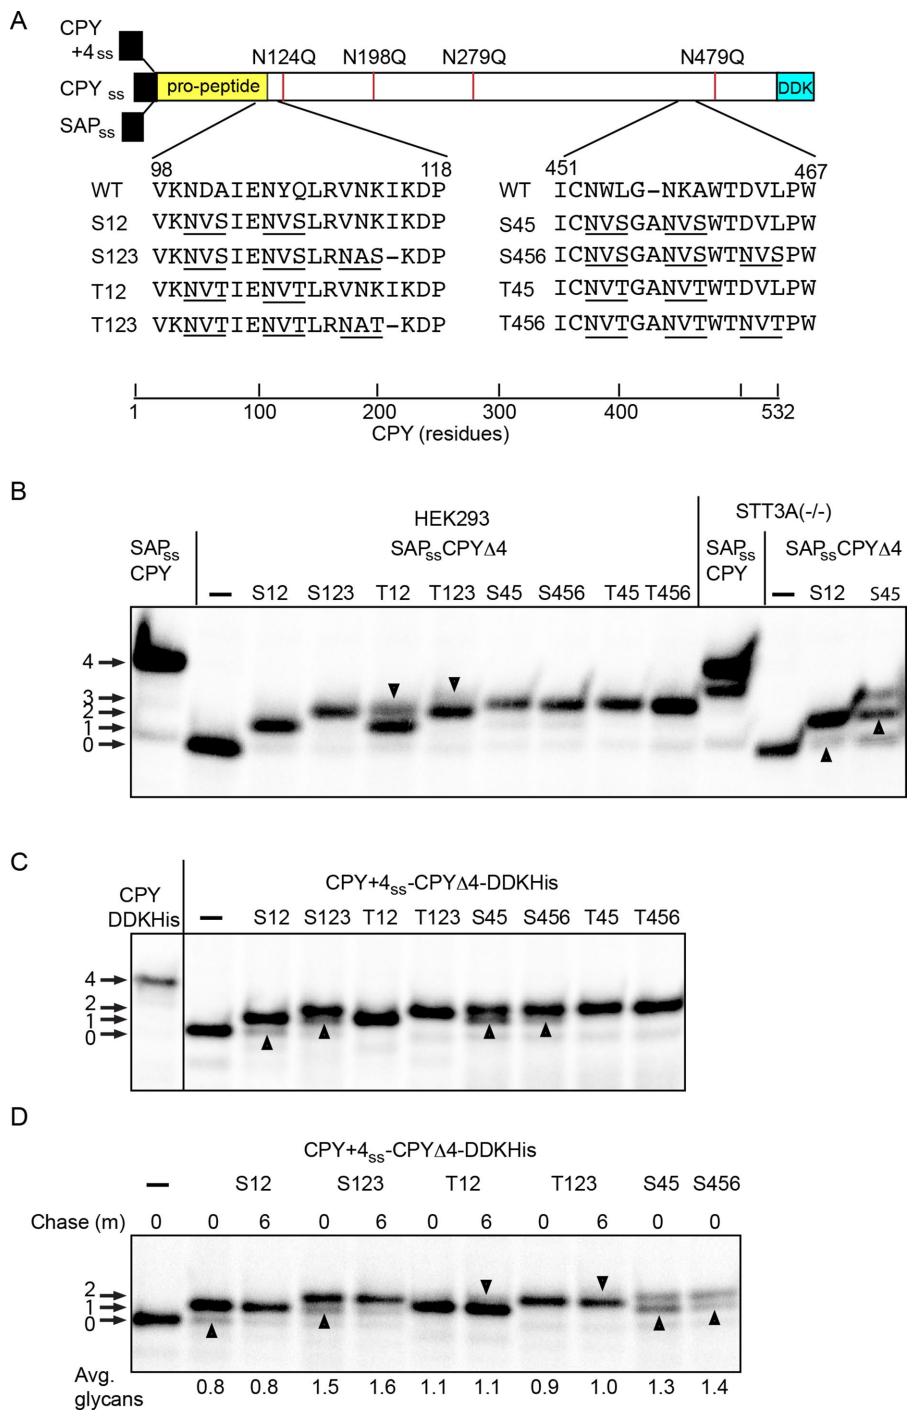 A
CPY
+4 ss
N124Q N198Q N279Q N479Q
CPY ss pro-peptide DDK
SAPss
98 118 451 467
WT VKNDAIENYQLRVNKIKDP WT ICNWLG-NKAWTDVLPW
S12 VKNVSIENVSLRVNKIKDP S45 ICNVSGANVSWTDVLPW
S123 VKNVSIENVSLRNAS-KDP S456 ICNVSGANVSWTNVSPW
T12 VKNVTIENVTLRVNKIKDP T45 ICNVTGANVTWTDVLPW
T123 VKNVTIENVTLRNAT-KDP T456 ICNVTGANVTWTNVTPW
1 100 200 300 400 532
CPY (residues)
B
HEK293 STT3A(-/-)
SAPss CPY SAPssCPYΔ4 SAPss CPY SAPssCPYΔ4
– S12 S123 T12 T123 S45 S456 T45 T456 – S12 S45
4
3
2
1
0
C
CPY DDKHis CPY+4ss-CPYΔ4-DDKHis
– S12 S123 T12 T123 S45 S456 T45 T456
4
2
1
0
D
CPY+4ss-CPYΔ4-DDKHis
– S12 S123 T12 T123 S45 S456
Chase (m) 0 0 6 0 6 0 6 0 6 0 0
2
1
0
Avg. glycans 0.8 0.8 1.5 1.6 1.1 1.1 0.9 1.0 1.3 1.4